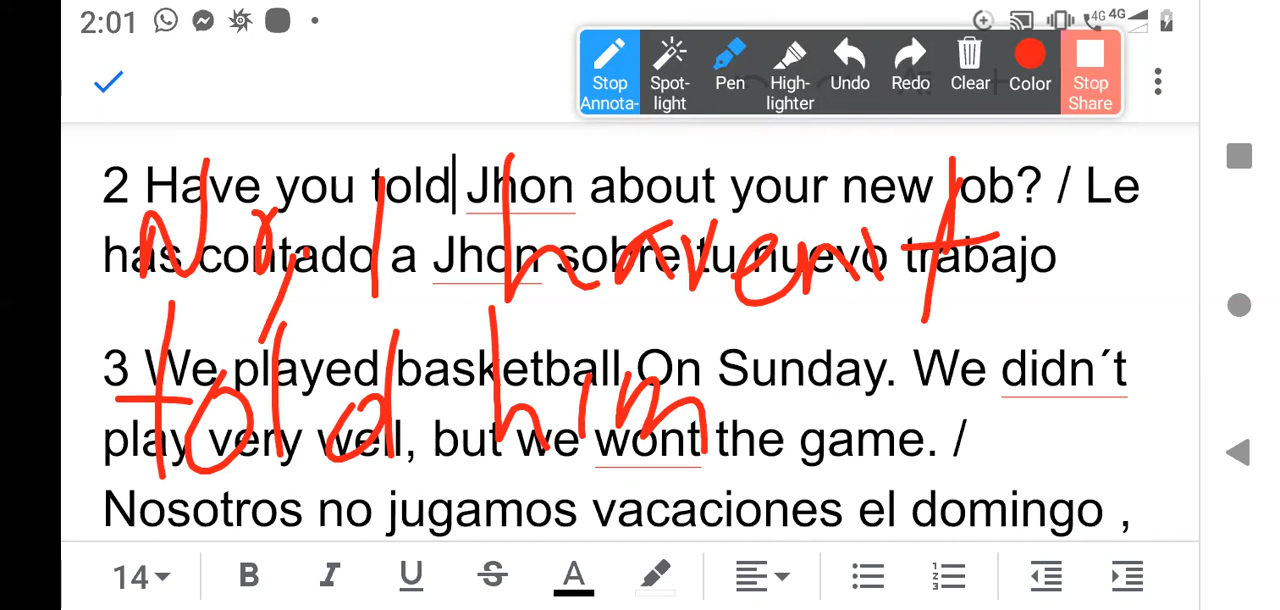 2:01
4G 4G
Stop Annota- Spot-light Pen High-lighter Undo Redo Clear Color Stop Share
2 Have you told Jhon about your new Job? / Le
No, I havent
has contado a Jhon sobre tu nuevo trabajo
told him
3 We played basketball On Sunday. We didn´t
play very well, but we wont the game. /
Nosotros no jugamos vacaciones el domingo ,
14 B I U S A